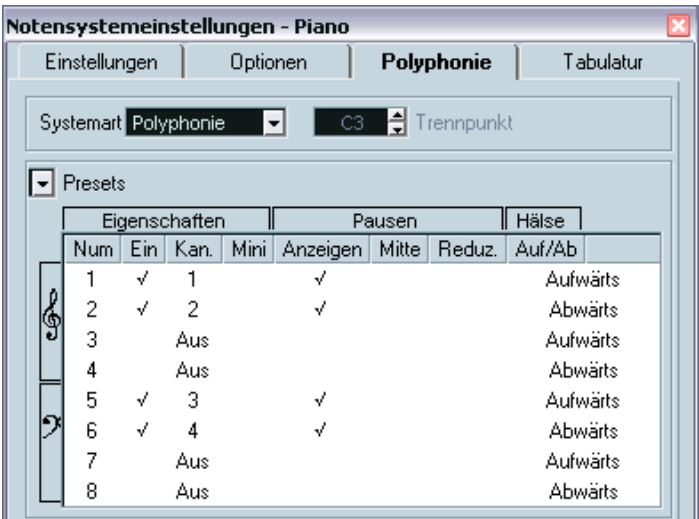 Notensystemeinstellungen - Piano
Einstellungen Optionen Polyphonie Tabulatur
Systemart Polyphonie C3 Trennpunkt
Presets
Eigenschaften Pausen Hälse
Num Ein Kan. Mini Anzeigen Mitte Reduz. Auf/Ab
1 √ 1 √ Aufwärts
2 √ 2 √ Abwärts
3 Aus Aufwärts
4 Aus Abwärts
5 √ 3 √ Aufwärts
6 √ 4 √ Abwärts
7 Aus Aufwärts
8 Aus Abwärts